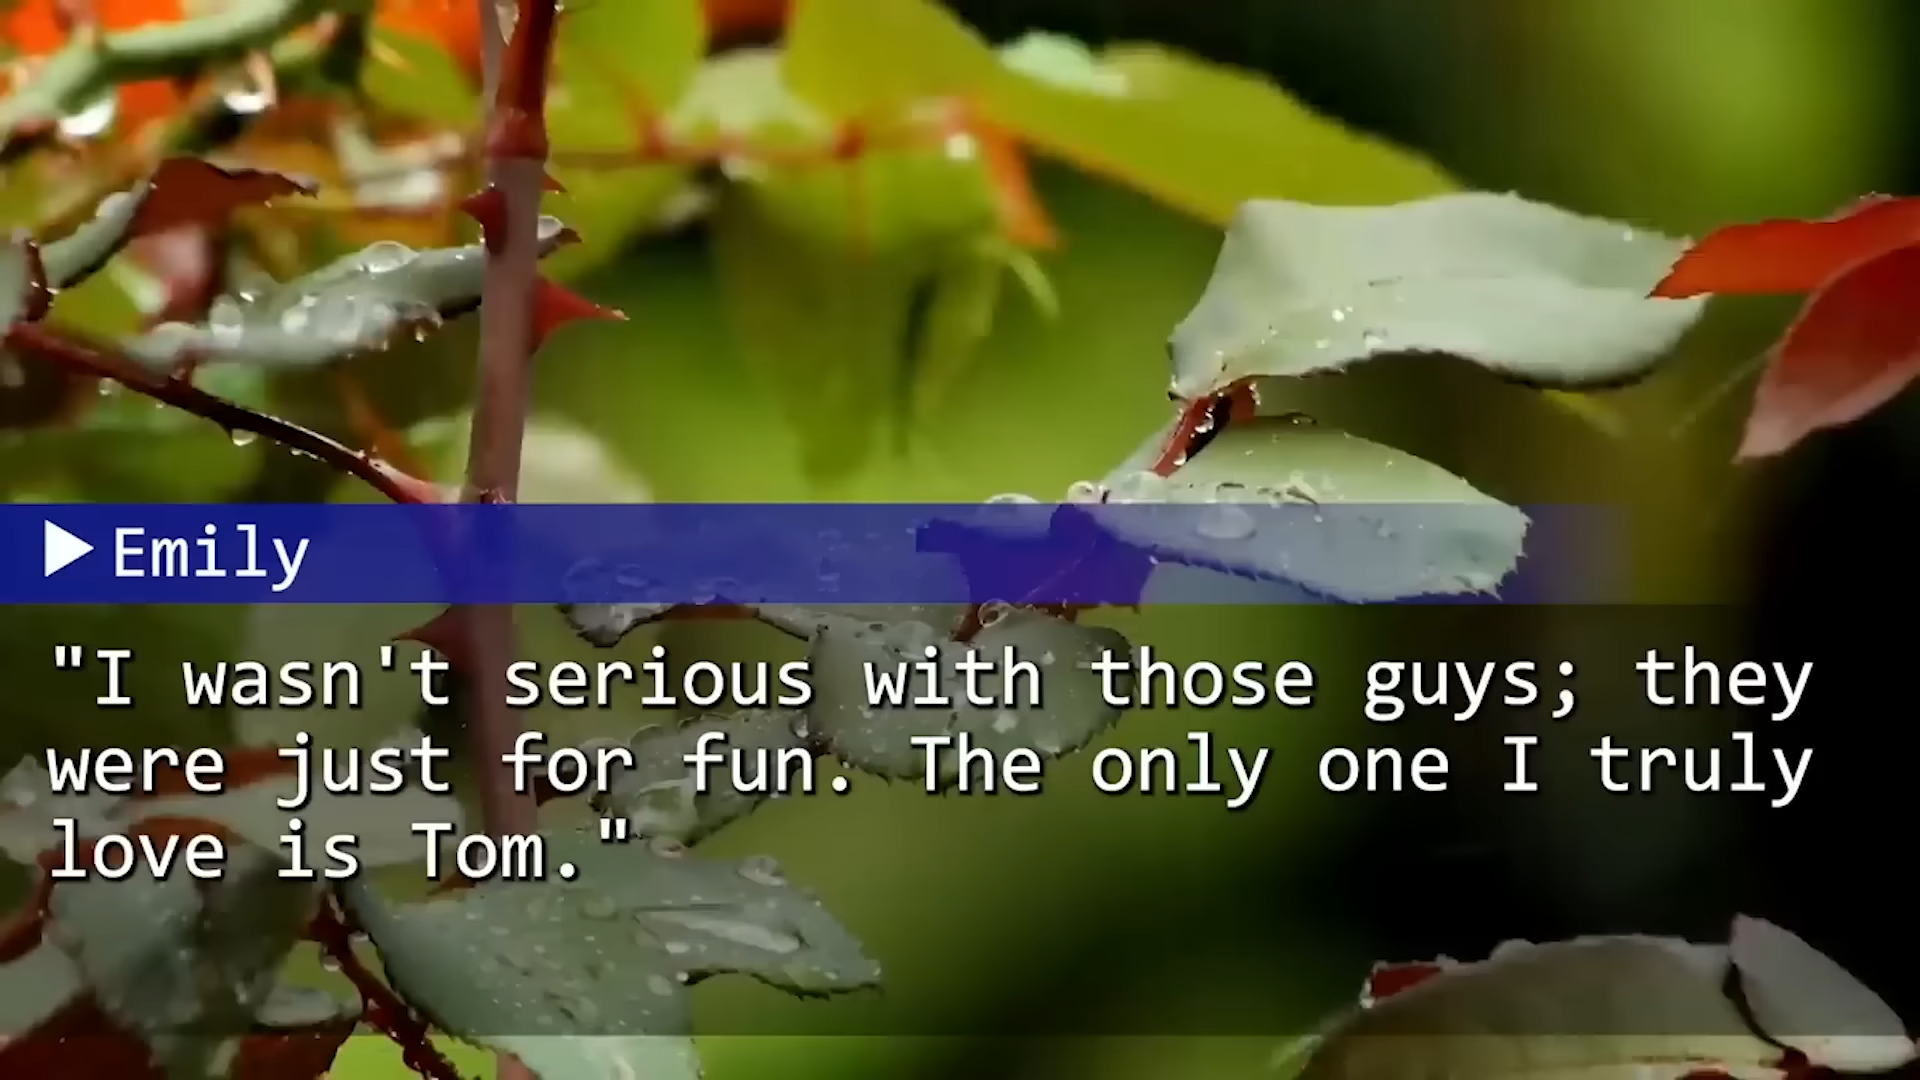 Emily
"I wasn't serious with those guys; they
were just for fun. The only one I truly
love is Tom."